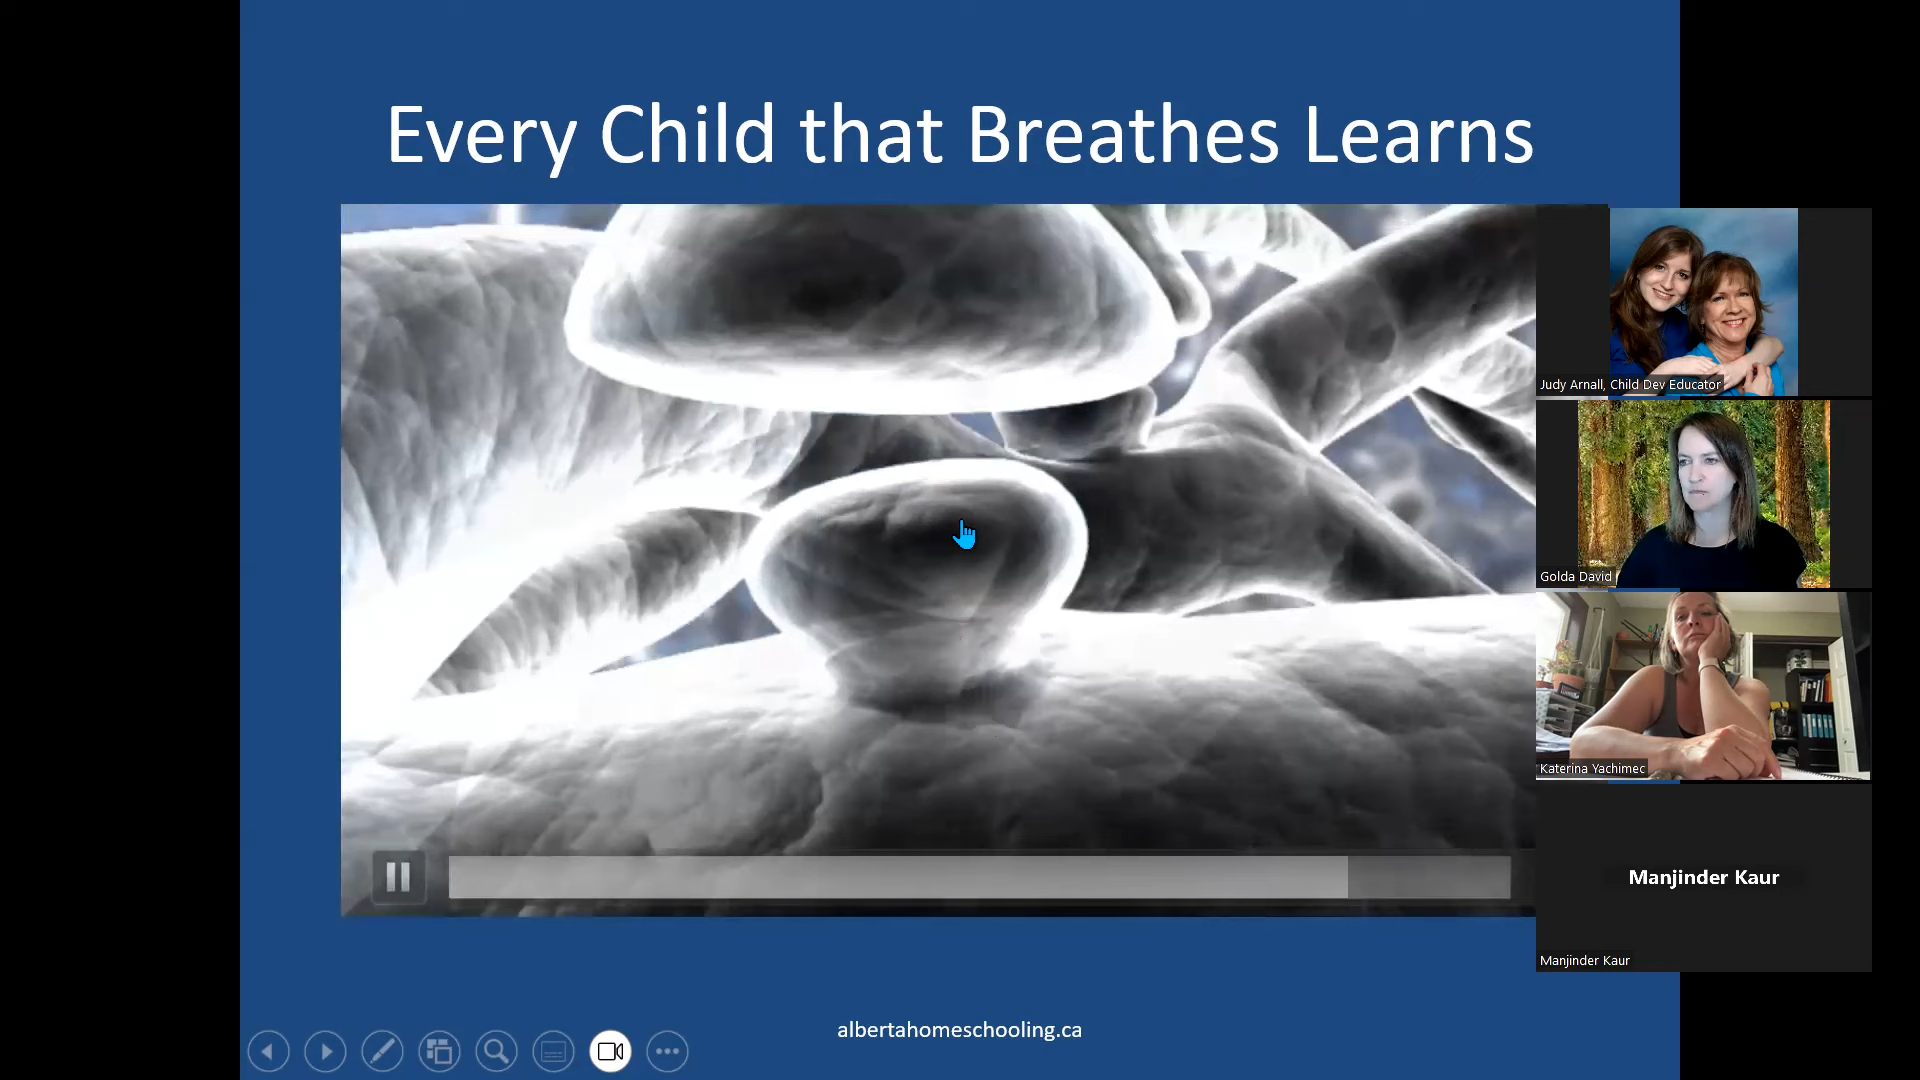 Every Child that Breathes Learns
Judy Arnall, Child Dev Educator
Golda David
Katerina Yachimec
Manjinder Kaur
Manjinder Kaur
albertahomeschooling.ca